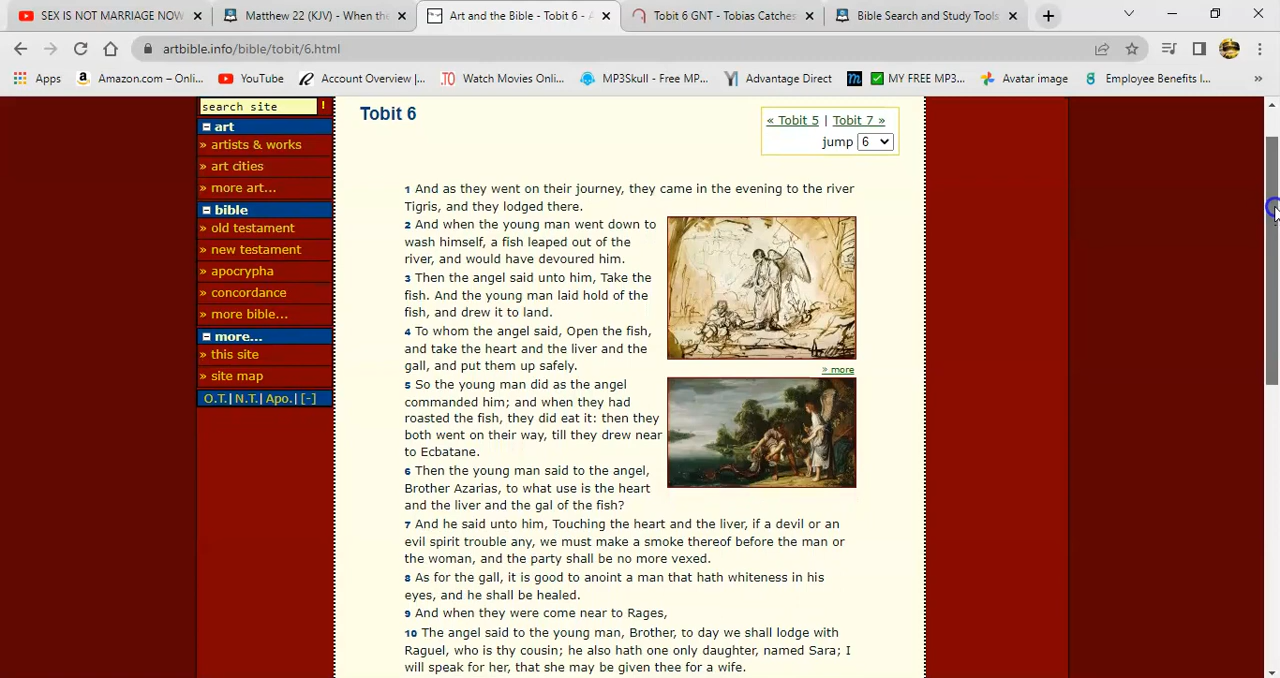 SEX IS NOT MARRIAGE NOW
Matthew 22 (KJV) - When the
Art and the Bible - Tobit 6 - A
Tobit 6 GNT - Tobias Catches
Bible Search and Study Tools
artbible.info/bible/tobit/6.html
Apps
Amazon.com – Onli...
YouTube
Account Overview |...
Watch Movies Onlin...
MP3Skull - Free MP...
Advantage Direct
MY FREE MP3...
Avatar image
Employee Benefits I...
»
search site
!
art
» artists & works
» art cities
» more art...
bible
» old testament
» new testament
» apocrypha
» concordance
» more bible...
more...
» this site
» site map
O.T.| N.T.| Apo.| [-]
Tobit 6
« Tobit 5 | Tobit 7 »
jump 6
1 And as they went on their journey, they came in the evening to the river
Tigris, and they lodged there.
2 And when the young man went down to
wash himself, a fish leaped out of the
river, and would have devoured him.
3 Then the angel said unto him, Take the
fish. And the young man laid hold of the
fish, and drew it to land.
4 To whom the angel said, Open the fish,
and take the heart and the liver and the
gall, and put them up safely.
» more
5 So the young man did as the angel
commanded him; and when they had
roasted the fish, they did eat it: then they
both went on their way, till they drew near
to Ecbatane.
6 Then the young man said to the angel,
Brother Azarias, to what use is the heart
and the liver and the gal of the fish?
7 And he said unto him, Touching the heart and the liver, if a devil or an
evil spirit trouble any, we must make a smoke thereof before the man or
the woman, and the party shall be no more vexed.
8 As for the gall, it is good to anoint a man that hath whiteness in his
eyes, and he shall be healed.
9 And when they were come near to Rages,
10 The angel said to the young man, Brother, to day we shall lodge with
Raguel, who is thy cousin; he also hath one only daughter, named Sara; I
will speak for her, that she may be given thee for a wife.